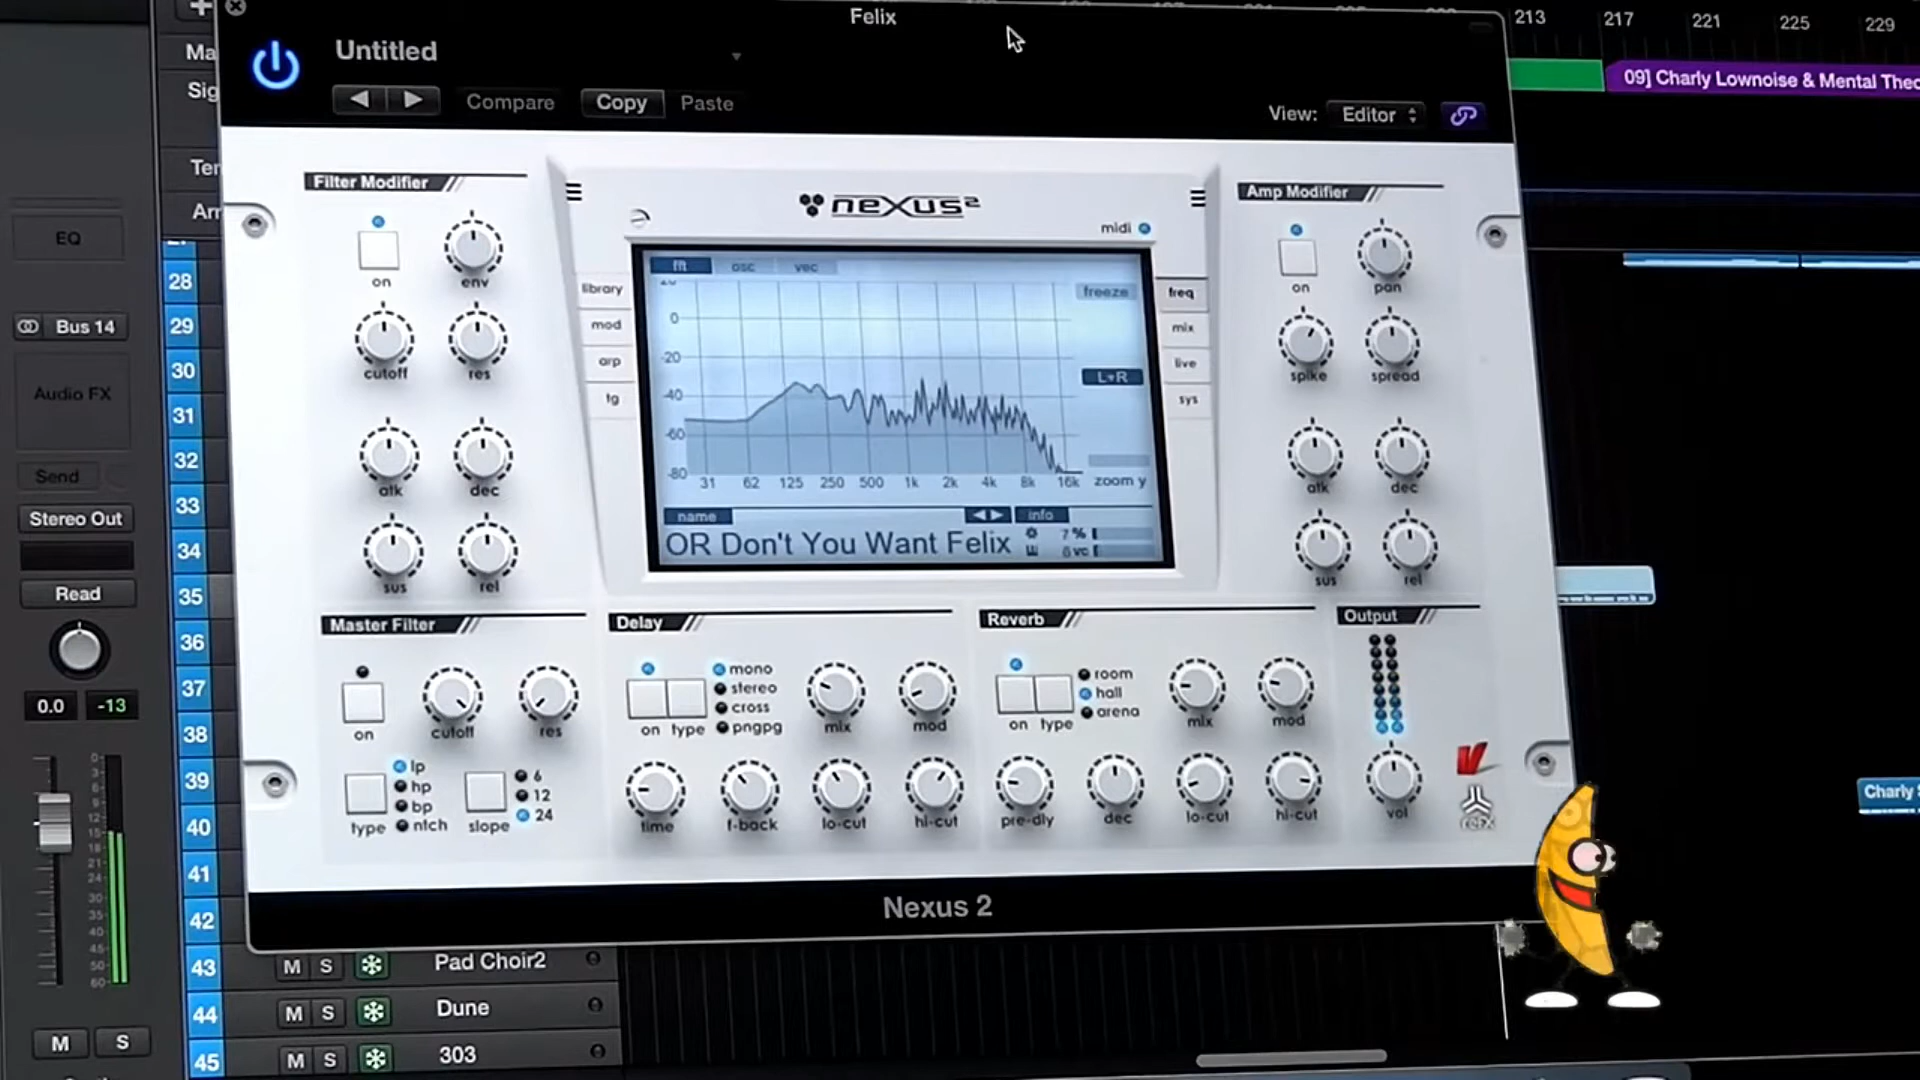 Felix
213 217 221 225 229
Untitled
Compare Copy Paste
View: Editor
09] Charly Lownoise & Mental Theo
Ma
Sig
Ter
Arr
EQ
Bus 14
Audio FX
Send
Stereo Out
Read
0.0 -13
M S
28
29
30
31
32
33
34
35
36
37
38
39
40
41
42
43 M S Pad Choir2
44 M S Dune
45 M S 303
Filter Modifier
on env
cutoff res
atk dec
sus rel
nexus2
midi
library
mod
arp
tg
fft osc vec
freeze
L+R
0
-20
-40
-60
-80
31 62 125 250 500 1k 2k 4k 8k 16k zoom y
name info
OR Don't You Want Felix
7 %
6 vc
freq
mix
live
sys
Amp Modifier
on pan
spike spread
atk dec
sus rel
Master Filter
on cutoff res
lp
hp
bp
ntch
type slope
6
12
24
Delay
on type
mono
stereo
cross
pngpg
mix mod
time f-back lo-cut hi-cut
Reverb
on type
room
hall
arena
mix mod
pre-dly dec lo-cut hi-cut
Output
vol
reFX
Nexus 2
Charly